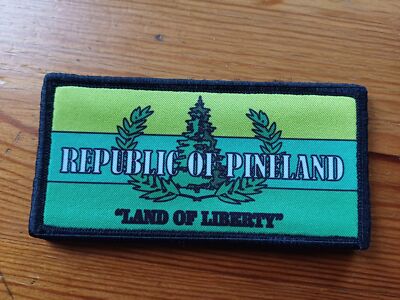 REPUBLIC OF PINELAND
"LAND OF LIBERTY"